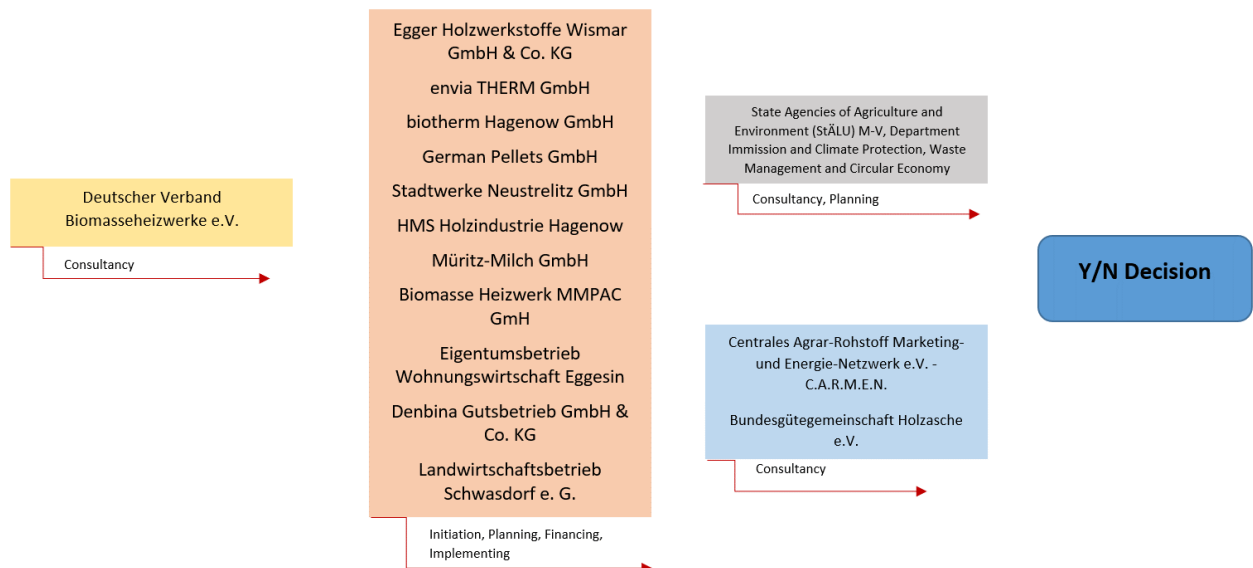 Deutscher Verband
Biomasseheizwerke e.V.
Consultancy
Egger Holzwerkstoffe Wismar
GmbH & Co. KG
envia THERM GmbH
biotherm Hagenow GmbH
German Pellets GmbH
Stadtwerke Neustrelitz GmbH
HMS Holzindustrie Hagenow
Müritz-Milch GmbH
Biomasse Heizwerk MMPAC
GmH
Eigentumsbetrieb
Wohnungswirtschaft Eggesin
Denbina Gutsbetrieb GmbH &
Co. KG
Landwirtschaftsbetrieb
Schwasdorf e. G.
Initiation, Planning, Financing,
Implementing
State Agencies of Agriculture and
Environment (StÄLU) M-V, Department
Immission and Climate Protection, Waste
Management and Circular Economy
Consultancy, Planning
Centrales Agrar-Rohstoff Marketing-
und Energie-Netzwerk e.V. -
C.A.R.M.E.N.
Bundesgütegemeinschaft Holzasche
e.V.
Consultancy
Y/N Decision